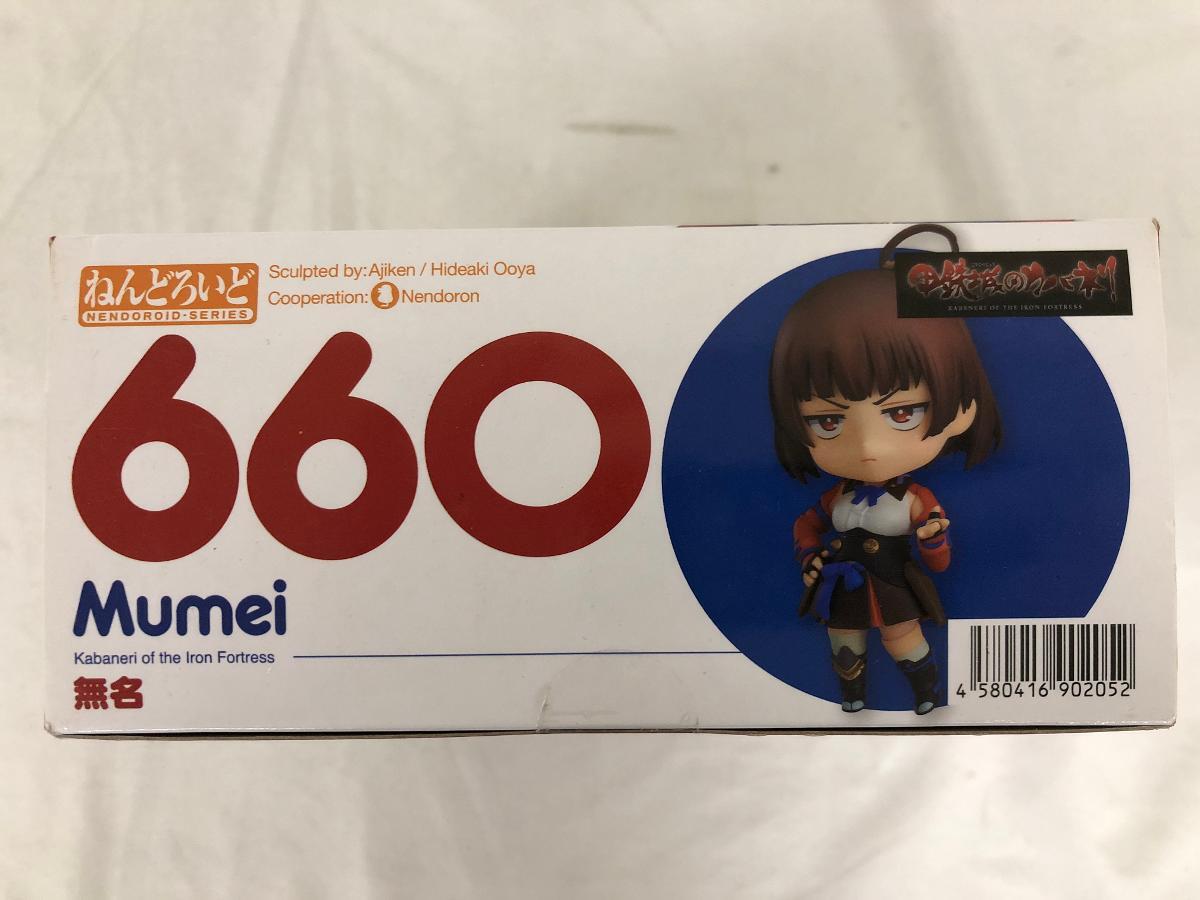 ねんどろいど
NENDOROID·SERIES
Sculpted by: Ajiken / Hideaki Ooya
Cooperation: Nendoron
660
Mumei
Kabaneri of the Iron Fortress
無名
甲鉄城のカバネリ
KABANERI OF THE IRON FORTRESS
4 580416 902052